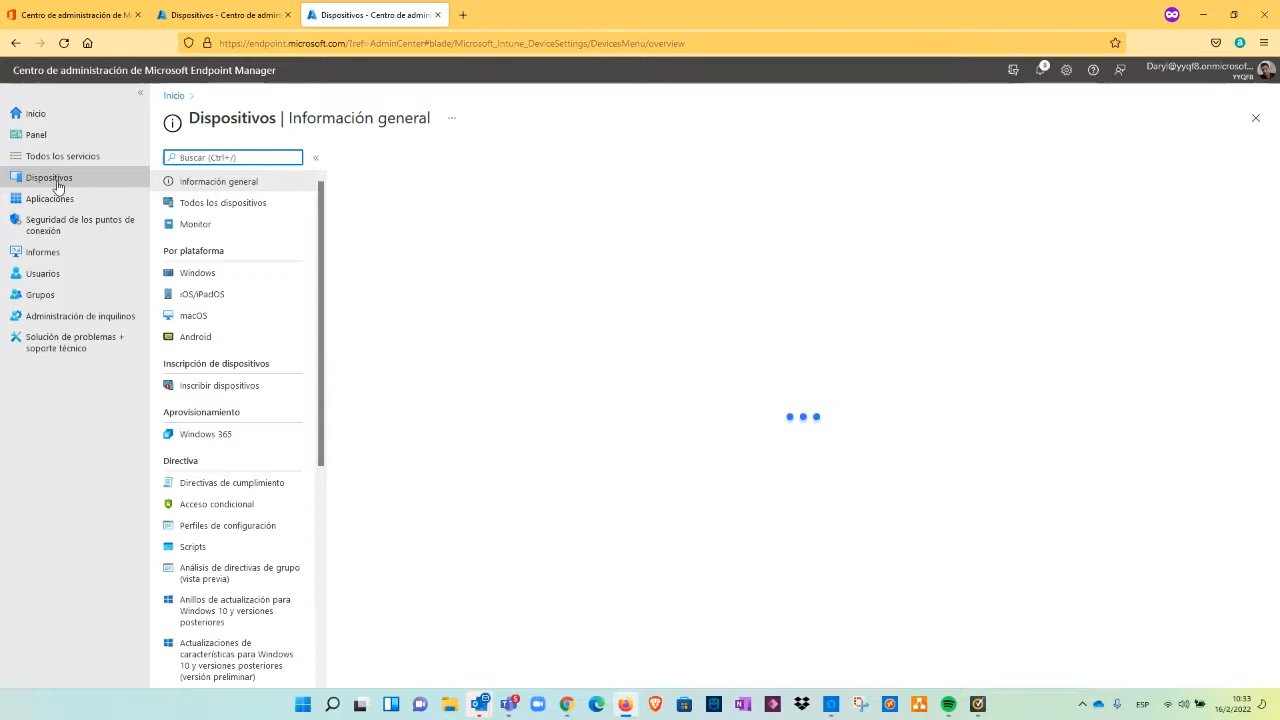 Centro de administración de M
Dispositivos - Centro de admin
Dispositivos - Centro de admin
https://endpoint.microsoft.com/?ref=AdminCenter#blade/Microsoft_Intune_DeviceSettings/DevicesMenu/overview
Centro de administración de Microsoft Endpoint Manager
8
Daryl@yyqf8.onmicrosof...
YYQF8
Inicio
Panel
Todos los servicios
Dispositivos
Aplicaciones
Seguridad de los puntos de
conexión
Informes
Usuarios
Grupos
Administración de inquilinos
Solución de problemas +
soporte técnico
Inicio >
Dispositivos | Información general ...
Buscar (Ctrl+/)
Información general
Todos los dispositivos
Monitor
Por plataforma
Windows
iOS/iPadOS
macOS
Android
Inscripción de dispositivos
Inscribir dispositivos
Aprovisionamiento
Windows 365
Directiva
Directivas de cumplimiento
Acceso condicional
Perfiles de configuración
Scripts
Análisis de directivas de grupo
(vista previa)
Anillos de actualización para
Windows 10 y versiones
posteriores
Actualizaciones de
características para Windows
10 y versiones posteriores
(versión preliminar)
5
ESP
10:33
16/2/2022